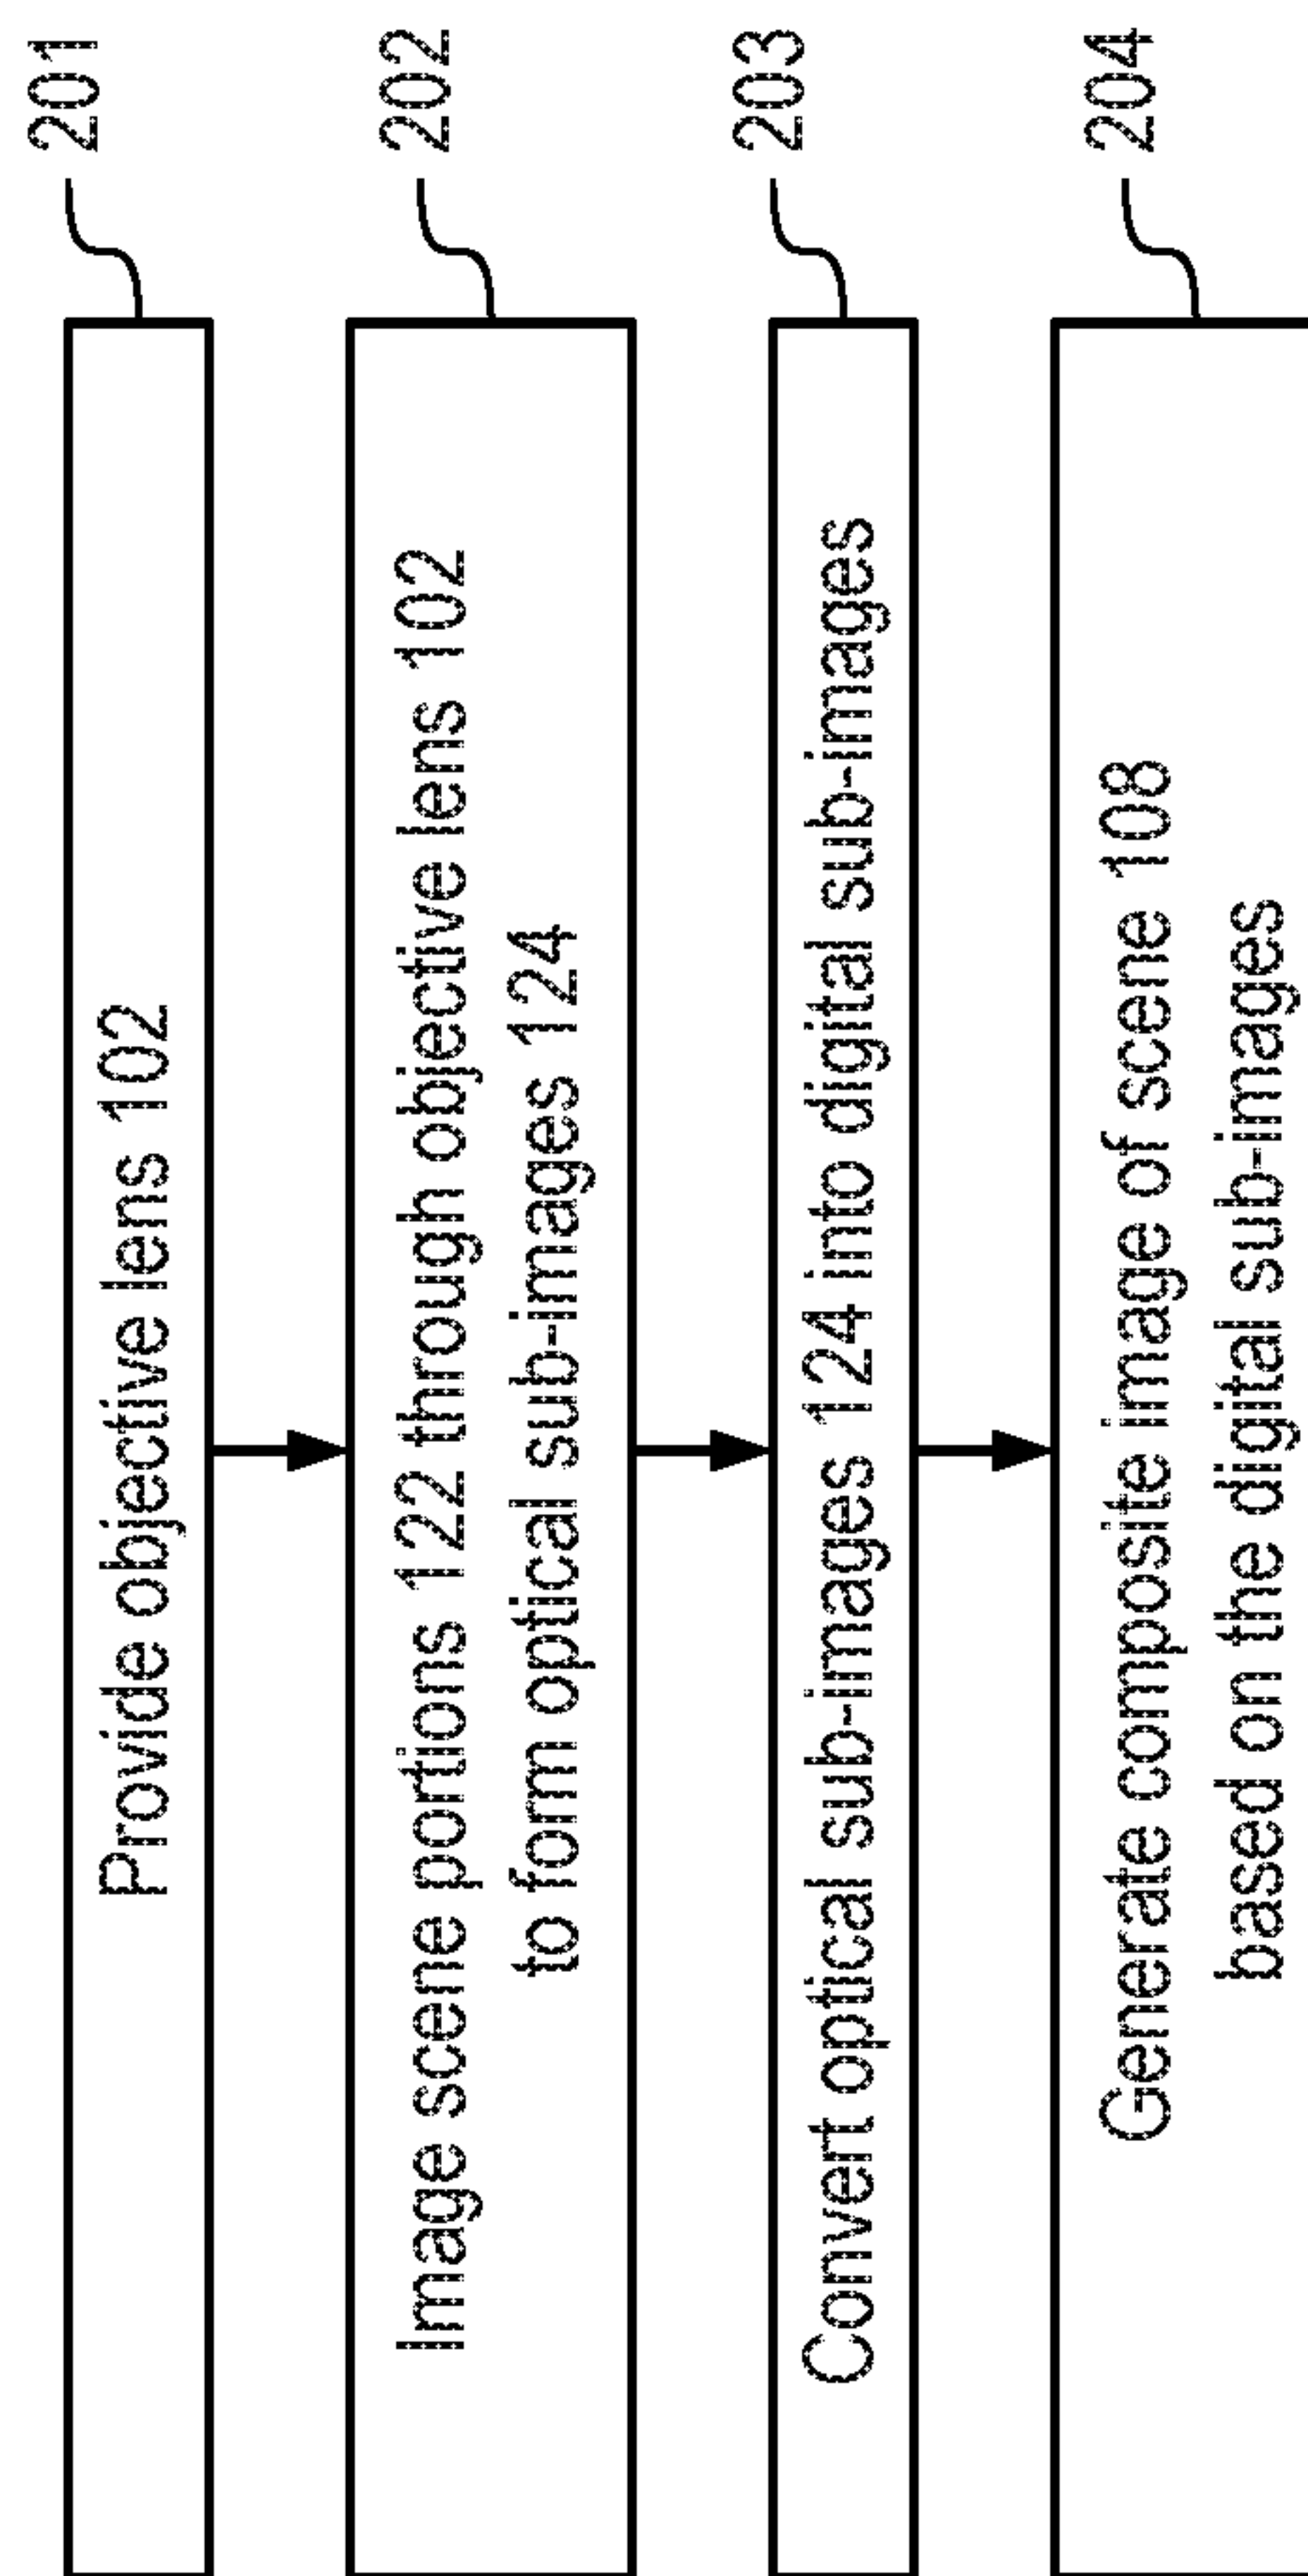 201
Provide objective lens 102
202
Image scene portions 122 through objective lens 102
to form optical sub-images 124
203
Convert optical sub-images 124 into digital sub-images
204
Generate composite image of scene 108
based on the digital sub-images